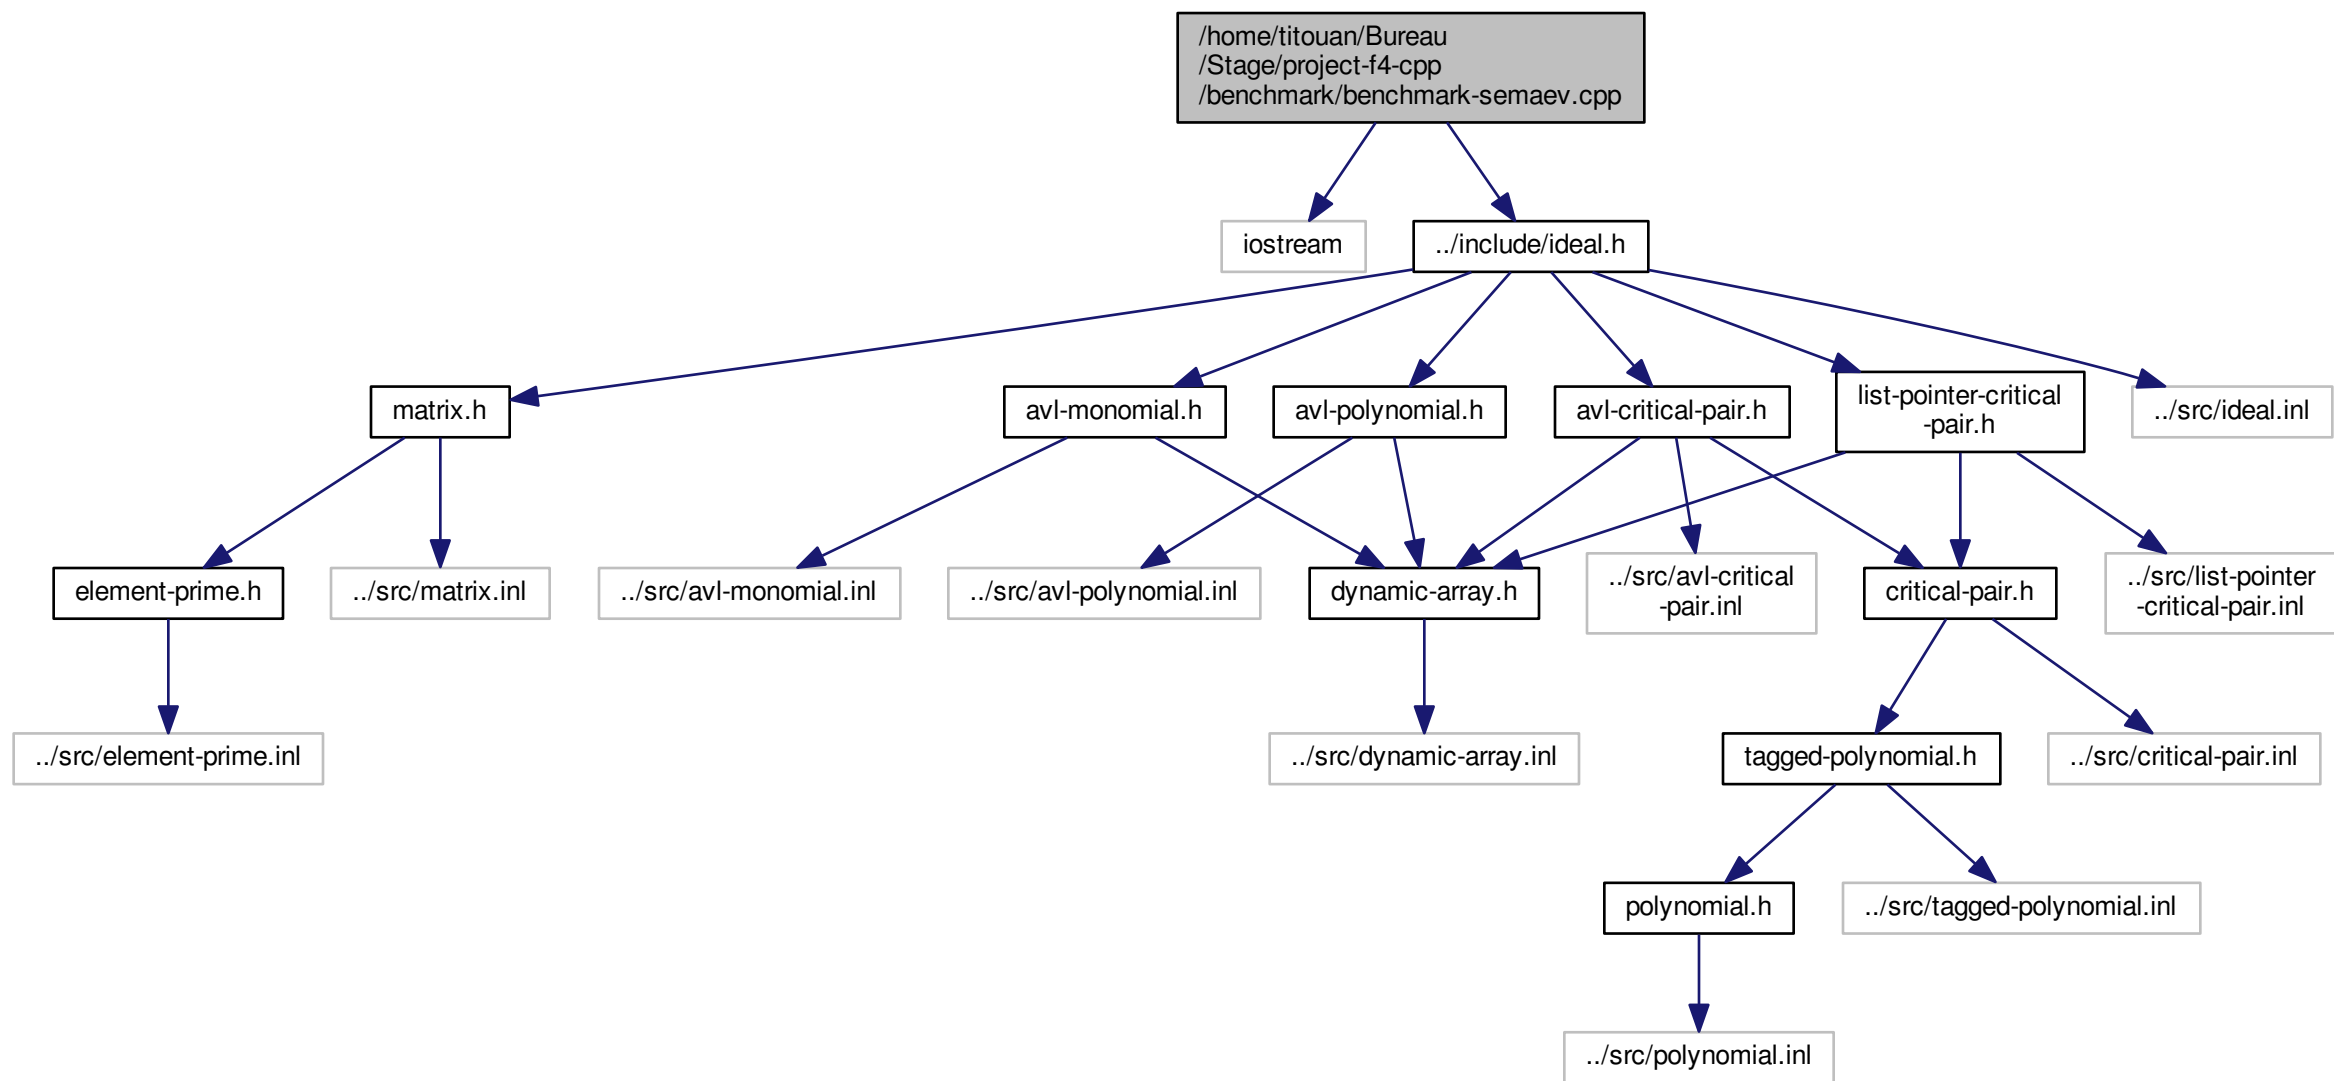 /home/titouan/Bureau
/Stage/project-f4-cpp
/benchmark/benchmark-semaev.cpp
iostream
../include/ideal.h
matrix.h
avl-monomial.h
avl-polynomial.h
avl-critical-pair.h
list-pointer-critical
-pair.h
../src/ideal.inl
element-prime.h
../src/matrix.inl
../src/avl-monomial.inl
../src/avl-polynomial.inl
dynamic-array.h
../src/avl-critical
-pair.inl
critical-pair.h
../src/list-pointer
-critical-pair.inl
../src/element-prime.inl
../src/dynamic-array.inl
tagged-polynomial.h
../src/critical-pair.inl
polynomial.h
../src/tagged-polynomial.inl
../src/polynomial.inl